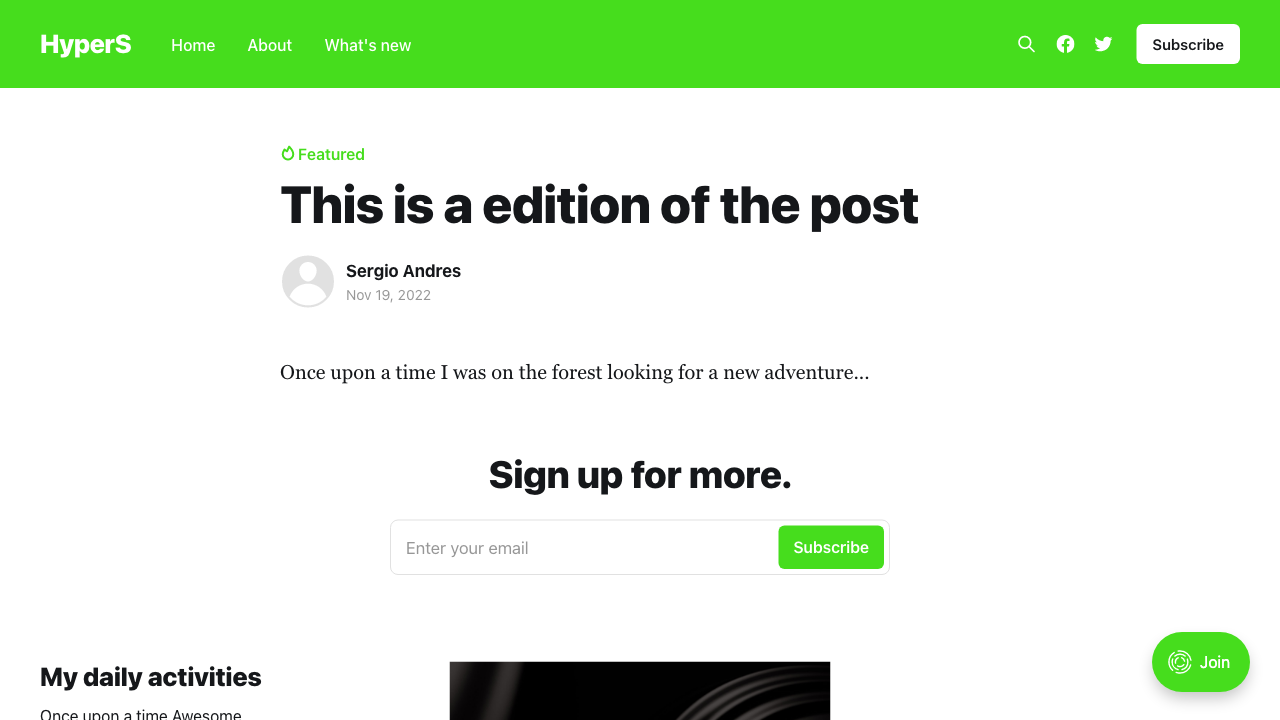 HyperS Home About What's new Subscribe
Featured
This is a edition of the post
Sergio Andres
Nov 19, 2022
Once upon a time I was on the forest looking for a new adventure...
Sign up for more.
Enter your email Subscribe
Join
My daily activities
Once upon a time Awesome